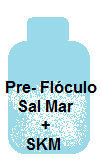 Pre- Flóculo
Sal Mar
+
SKM